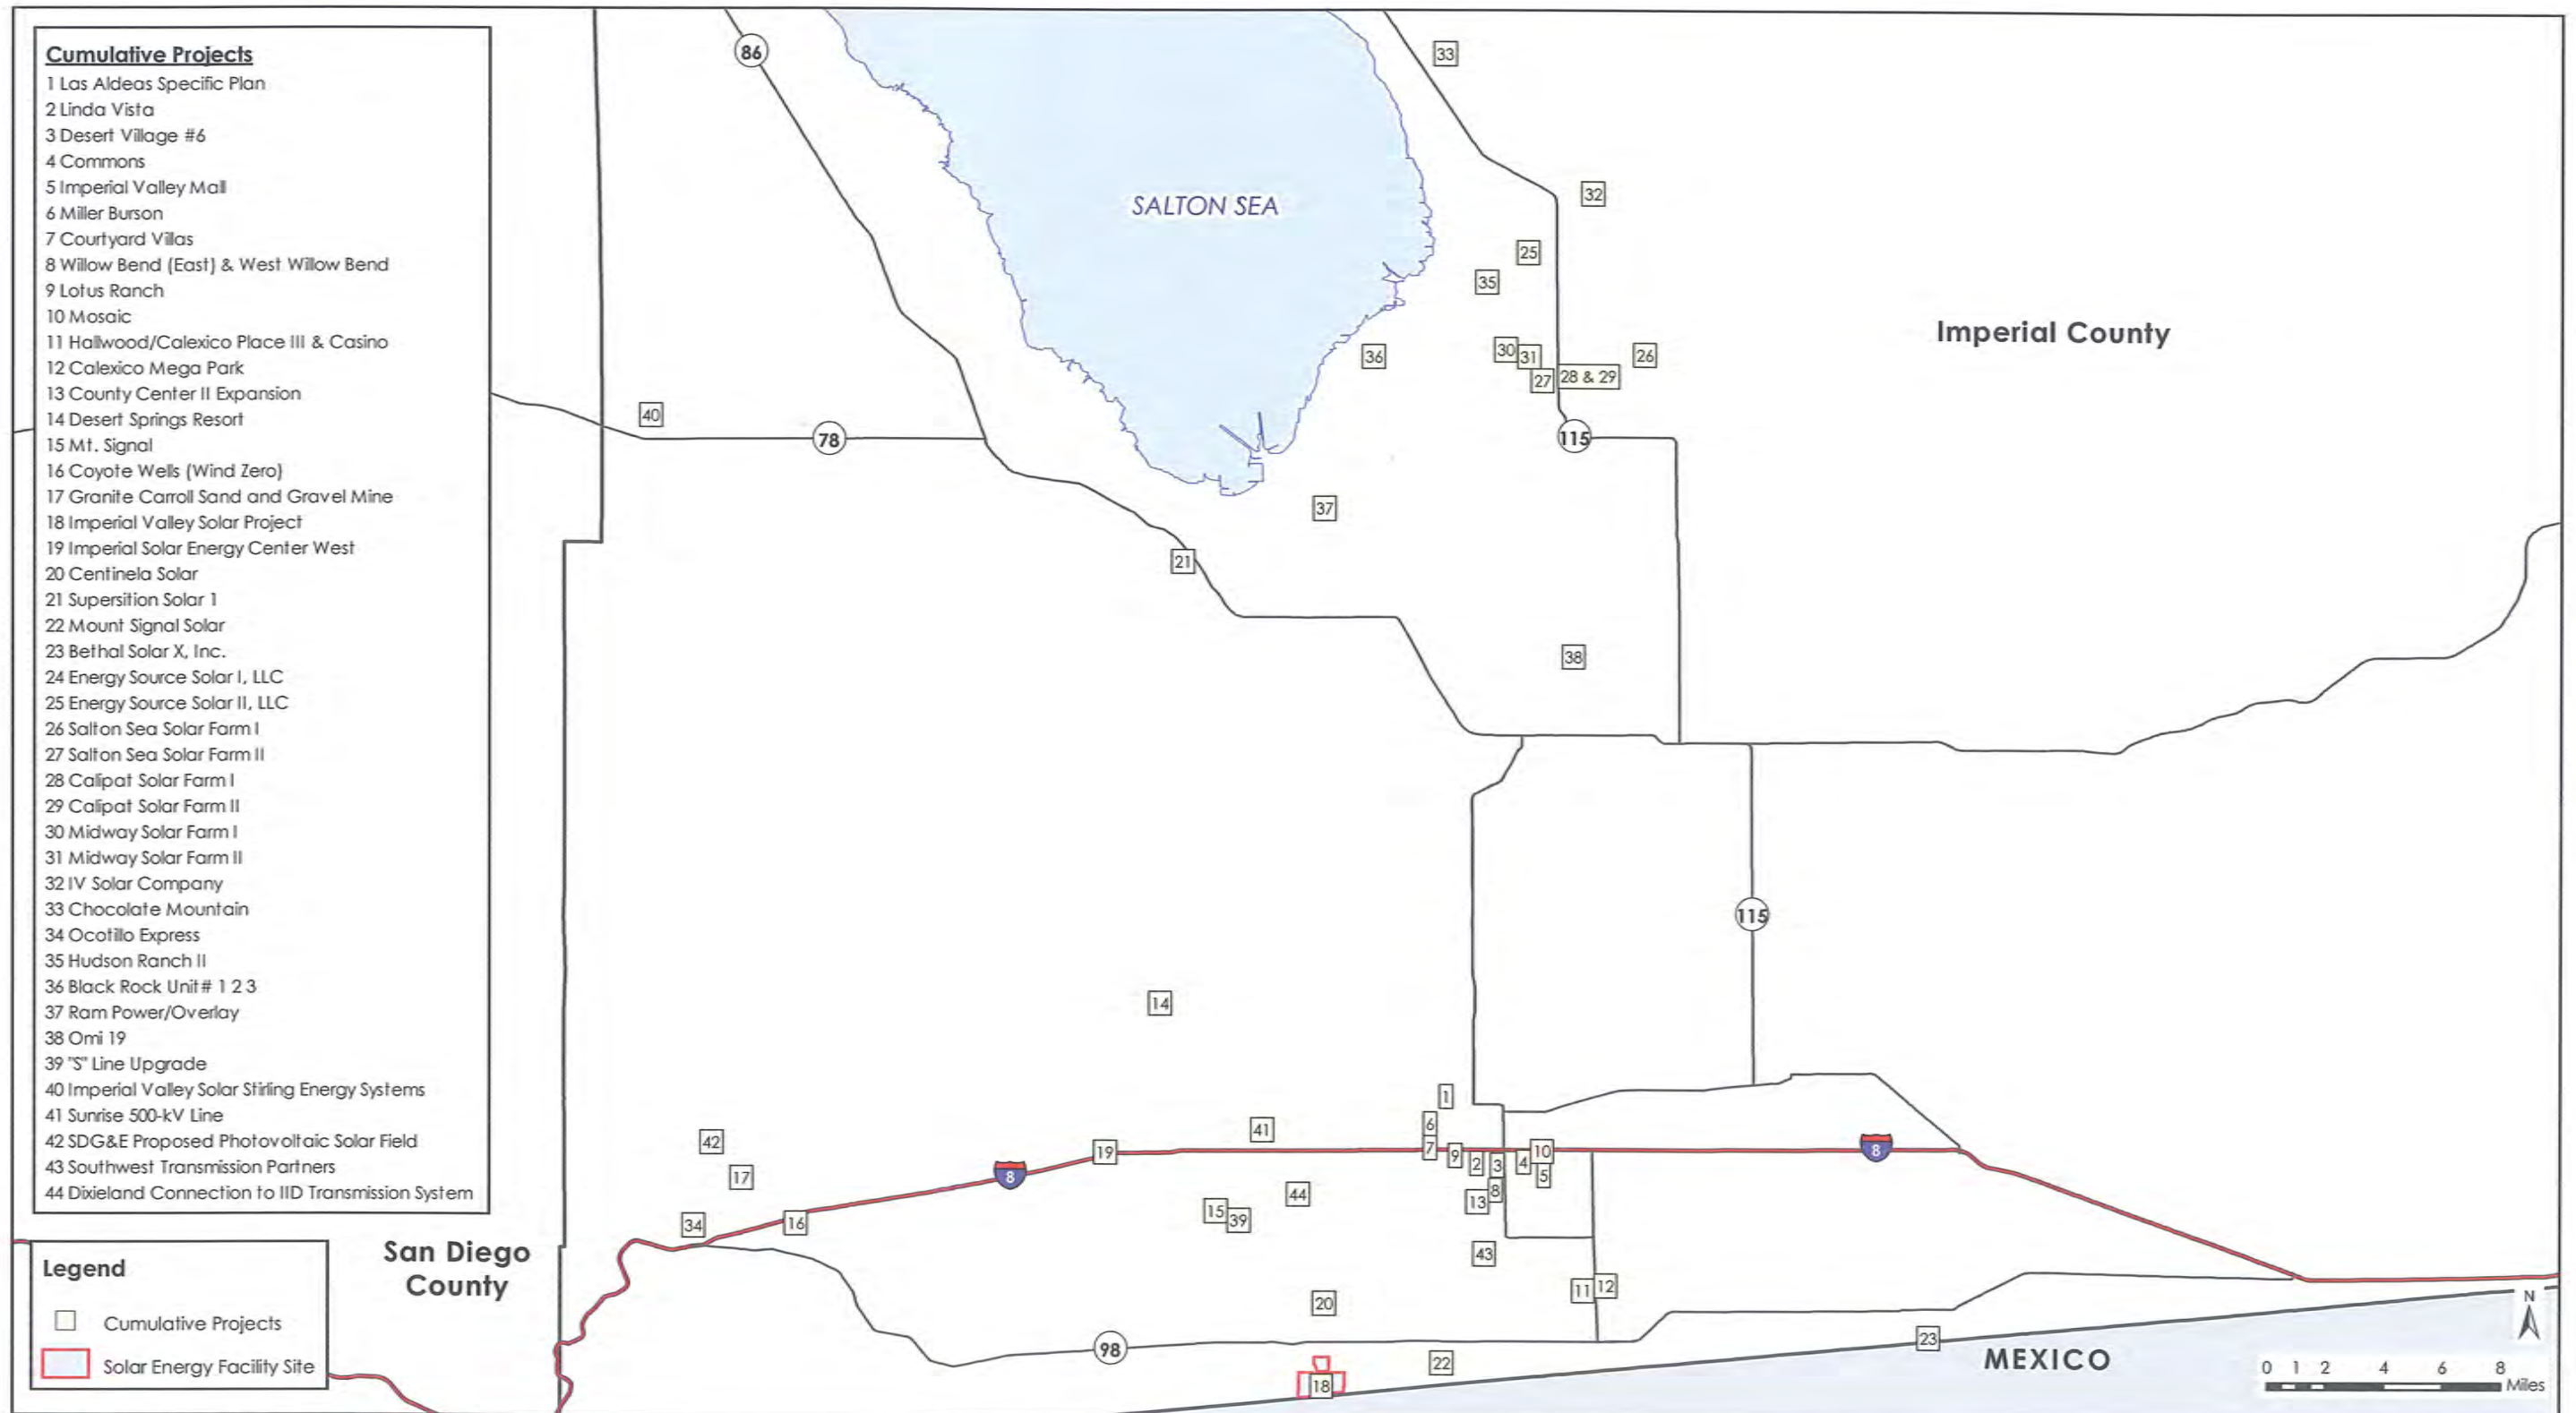 Cumulative Projects
1 Las Aldeas Specific Plan
2 Linda Vista
3 Desert Village #6
4 Commons
5 Imperial Valley Mall
6 Miller Burson
7 Courtyard Villas
8 Willow Bend (East) & West Willow Bend
9 Lotus Ranch
10 Mosaic
11 Hallwood/Calexico Place III & Casino
12 Calexico Mega Park
13 County Center II Expansion
14 Desert Springs Resort
15 Mt. Signal
16 Coyote Wells (Wind Zero)
17 Granite Carroll Sand and Gravel Mine
18 Imperial Valley Solar Project
19 Imperial Solar Energy Center West
20 Centinela Solar
21 Supersition Solar 1
22 Mount Signal Solar
23 Bethal Solar X, Inc.
24 Energy Source Solar I, LLC
25 Energy Source Solar II, LLC
26 Salton Sea Solar Farm I
27 Salton Sea Solar Farm II
28 Calipat Solar Farm I
29 Calipat Solar Farm II
30 Midway Solar Farm I
31 Midway Solar Farm II
32 IV Solar Company
33 Chocolate Mountain
34 Ocotillo Express
35 Hudson Ranch II
36 Black Rock Unit# 1 2 3
37 Ram Power/Overlay
38 Omi 19
39 "S" Line Upgrade
40 Imperial Valley Solar Stirling Energy Systems
41 Sunrise 500-kV Line
42 SDG&E Proposed Photovoltaic Solar Field
43 Southwest Transmission Partners
44 Dixieland Connection to IID Transmission System
Legend
Cumulative Projects
Solar Energy Facility Site
San Diego
County
86
33
SALTON SEA
32
25
35
Imperial County
36
30
31
26
27
28 & 29
40
78
115
37
21
38
115
14
1
6
41
42
7
19
10
8
8
9
2
3
4
5
17
44
8
13
15
39
34
16
43
11
12
20
98
22
23
18
MEXICO
N
0 1 2 4 6 8
Miles